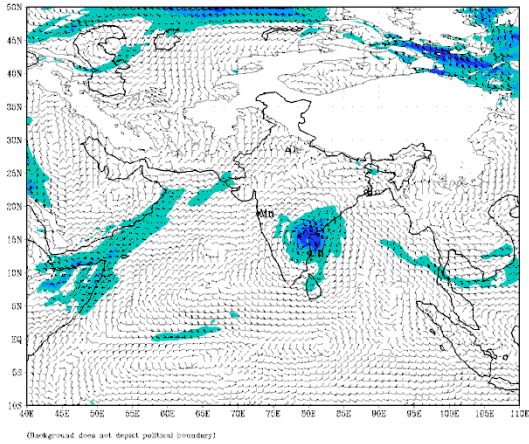 50N
45N
40N
35N
30N
25N
20N
15N
10N
5N
EQ
5S
10S
40E 45E 50E 55E 60E 65E 70E 75E 80E 85E 90E 95E 100E 105E 110E
(Background does not depict political boundary)